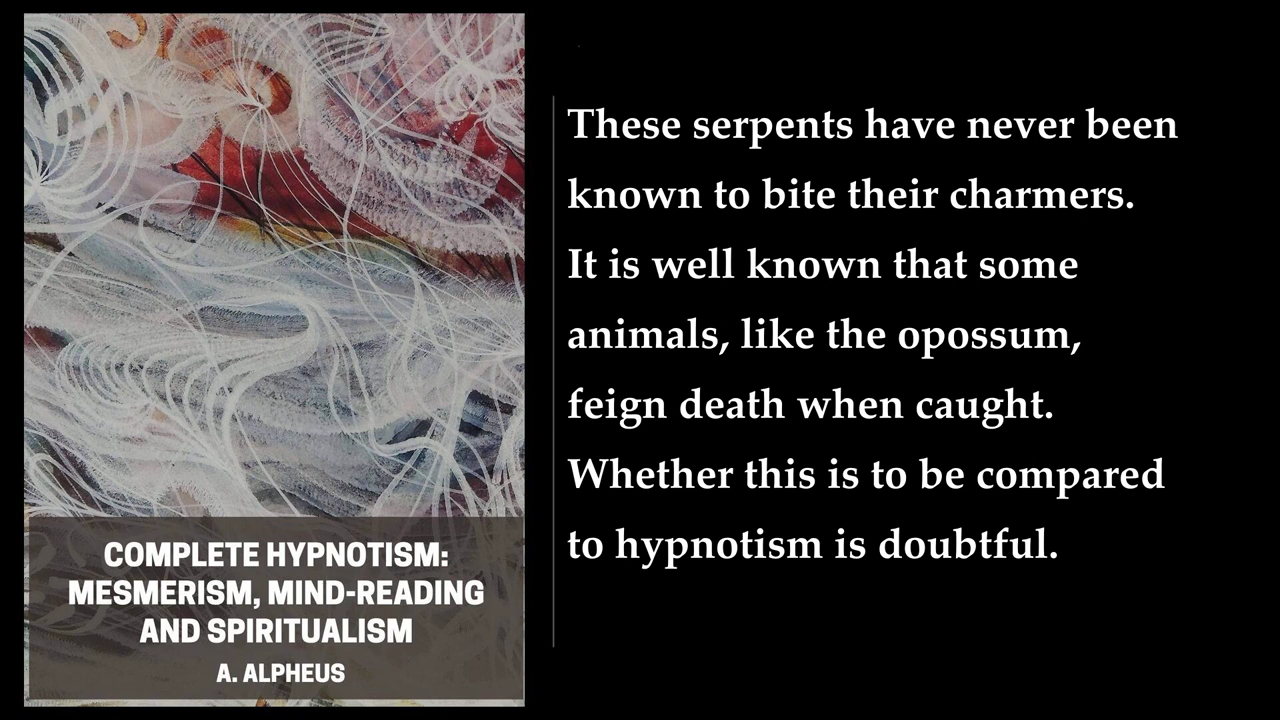 COMPLETE HYPNOTISM:
MESMERISM, MIND-READING
AND SPIRITUALISM
A. ALPHEUS
These serpents have never been
known to bite their charmers.
It is well known that some
animals, like the opossum,
feign death when caught.
Whether this is to be compared
to hypnotism is doubtful.